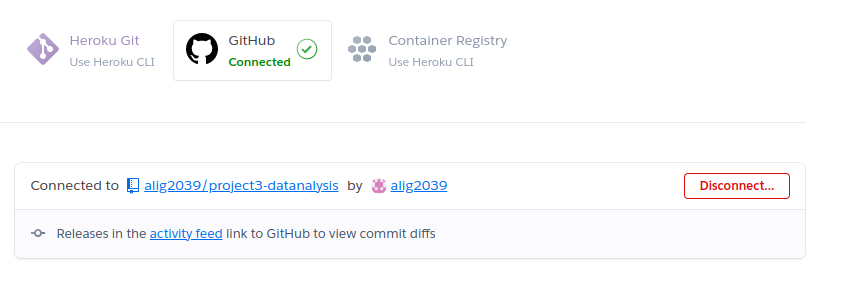 Heroku Git
Use Heroku CLI
GitHub
Connected
Container Registry
Use Heroku CLI
Connected to alig2039/project3-datanalysis by alig2039
Disconnect...
Releases in the activity feed link to GitHub to view commit diffs